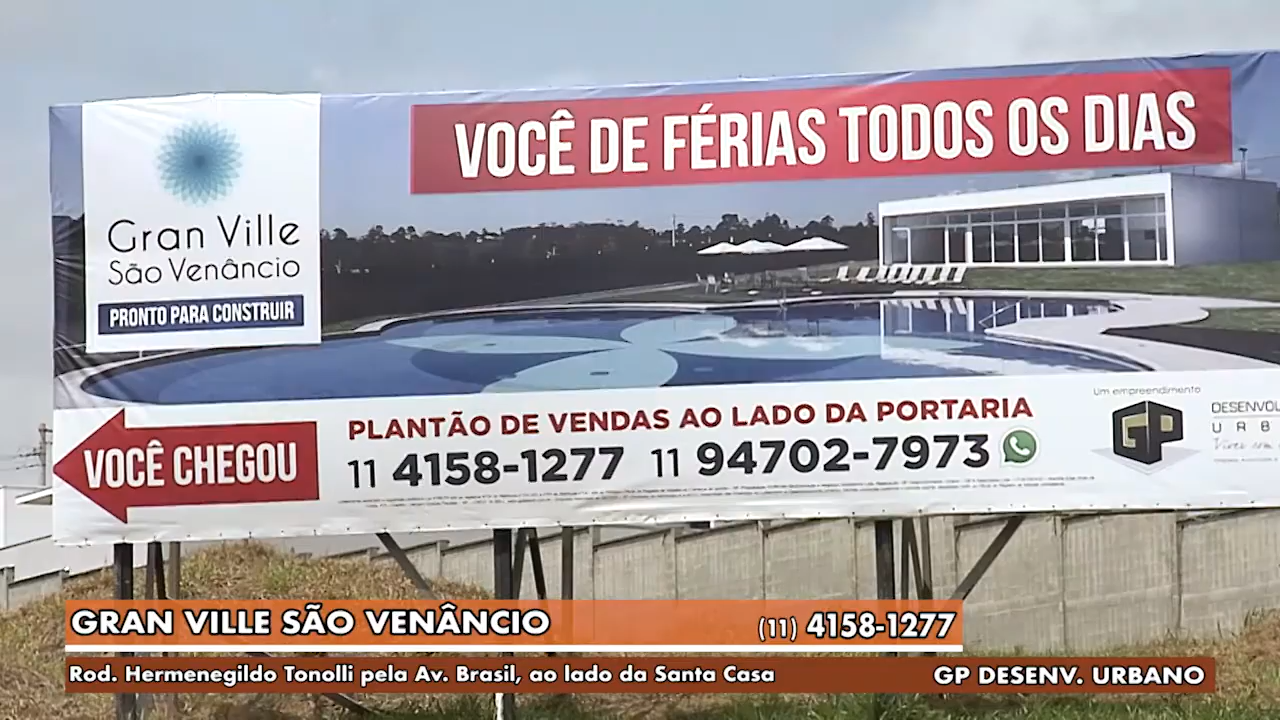 VOCÊ DE FÉRIAS TODOS OS DIAS
Gran Ville
São Venâncio
PRONTO PARA CONSTRUIR
VOCÊ CHEGOU
PLANTÃO DE VENDAS AO LADO DA PORTARIA
11 4158-1277 11 94702-7973
Um empreendimento
GP
GRAN VILLE SÃO VENÂNCIO
(11) 4158-1277
Rod. Hermenegildo Tonolli pela Av. Brasil, ao lado da Santa Casa
GP DESENV. URBANO